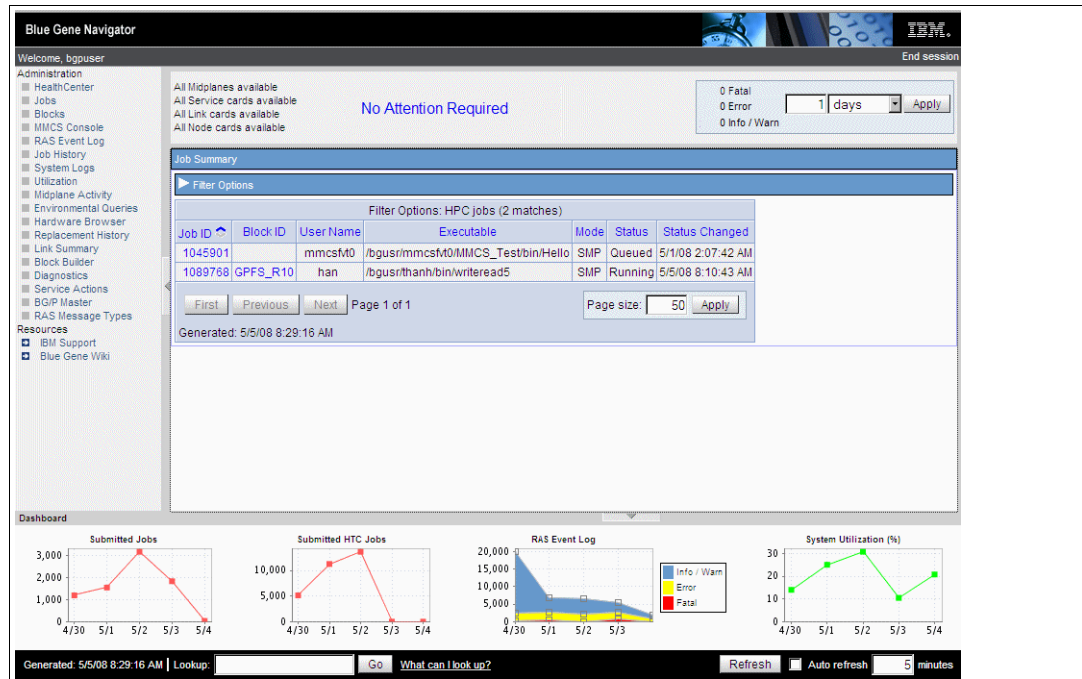 Blue Gene Navigator
IBM.
Welcome, bgpuser
End session
Administration
HealthCenter
Jobs
Blocks
MMCS Console
RAS Event Log
Job History
System Logs
Utilization
Midplane Activity
Environmental Queries
Hardware Browser
Replacement History
Link Summary
Block Builder
Diagnostics
Service Actions
BG/P Master
RAS Message Types
Resources
IBM Support
Blue Gene Wiki
All Midplanes available
All Service cards available
All Link cards available
All Node cards available
No Attention Required
0 Fatal
0 Error
0 Info / Warn
1 days Apply
Job Summary
Filter Options
Filter Options: HPC jobs (2 matches)
Job ID Block ID User Name Executable Mode Status Status Changed
1045901 mmcsfvt0 /bgusr/mmcsfvt0/MMCS_Test/bin/Hello SMP Queued 5/1/08 2:07:42 AM
1089768 GPFS_R10 han /bgusr/thanh/bin/writeread5 SMP Running 5/5/08 8:10:43 AM
First Previous Next Page 1 of 1 Page size: 50 Apply
Generated: 5/5/08 8:29:16 AM
Dashboard
Submitted Jobs
3,000
2,000
1,000
0
4/30 5/1 5/2 5/3 5/4
Submitted HTC Jobs
10,000
5,000
0
4/30 5/1 5/2 5/3 5/4
RAS Event Log
20,000
15,000
10,000
5,000
0
4/30 5/1 5/2 5/3
Info / Warn
Error
Fatal
System Utilization (%)
30
20
10
0
4/30 5/1 5/2 5/3 5/4
Generated: 5/5/08 8:29:16 AM Lookup: Go What can I look up? Refresh Auto refresh 5 minutes